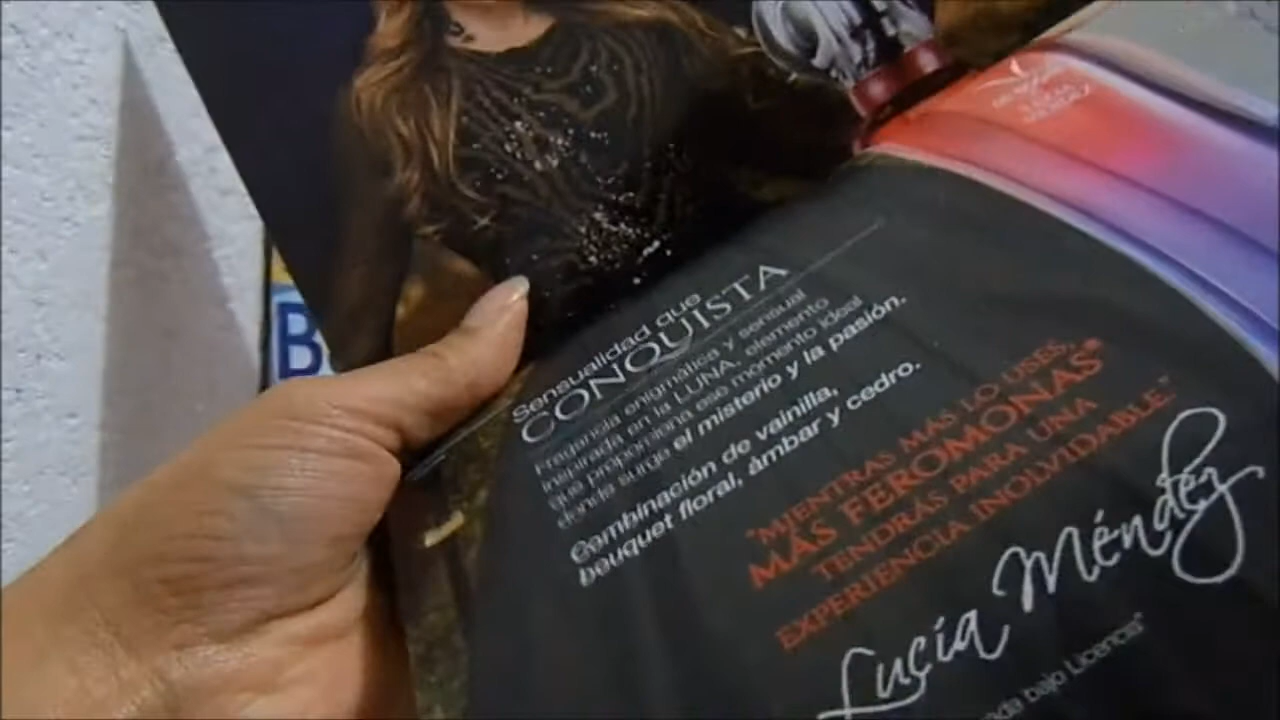 B
Sensualidad que
CONQUISTA
Fragancia enigmática y sensual
inspirada en la LUNA, elemento
que proporciona ese momento ideal
donde surge el misterio y la pasión.
Combinación de vainilla,
bouquet floral, ámbar y cedro.
"MIENTRAS MÁS LO USES,
MÁS FEROMONAS*
TENDRÁS PARA UNA
EXPERIENCIA INOLVIDABLE."
Lucía Méndez
bajo Licencia"